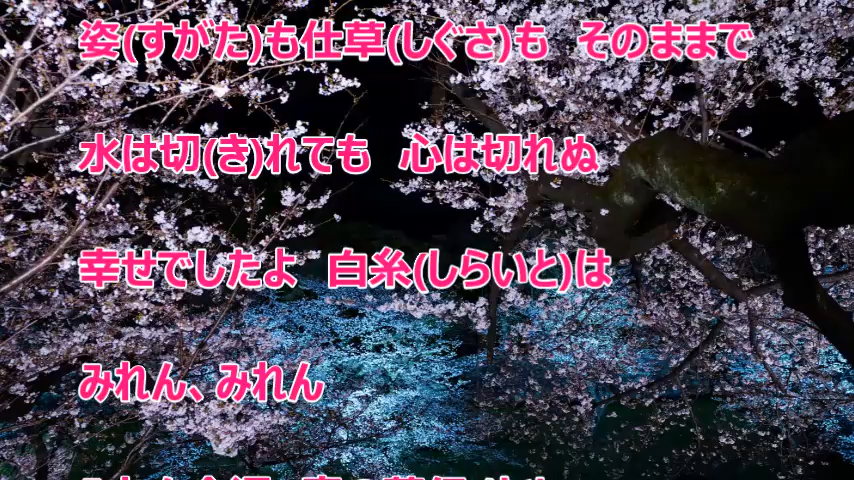 姿(すがた)も仕草(しぐさ)も　そのままで
水は切(き)れても　心は切れぬ
幸せでしたよ　白糸(しらいと)は
みれん、みれん